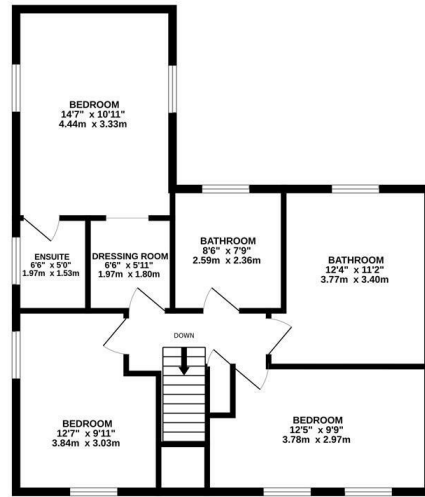 BEDROOM
14'7" x 10'11"
4.44m x 3.33m
ENSUITE
6'6" x 5'0"
1.97m x 1.53m
DRESSING ROOM
6'6" x 5'11"
1.97m x 1.80m
BATHROOM
8'6" x 7'9"
2.59m x 2.36m
BATHROOM
12'4" x 11'2"
3.77m x 3.40m
DOWN
BEDROOM
12'7" x 9'11"
3.84m x 3.03m
BEDROOM
12'5" x 9'9"
3.78m x 2.97m